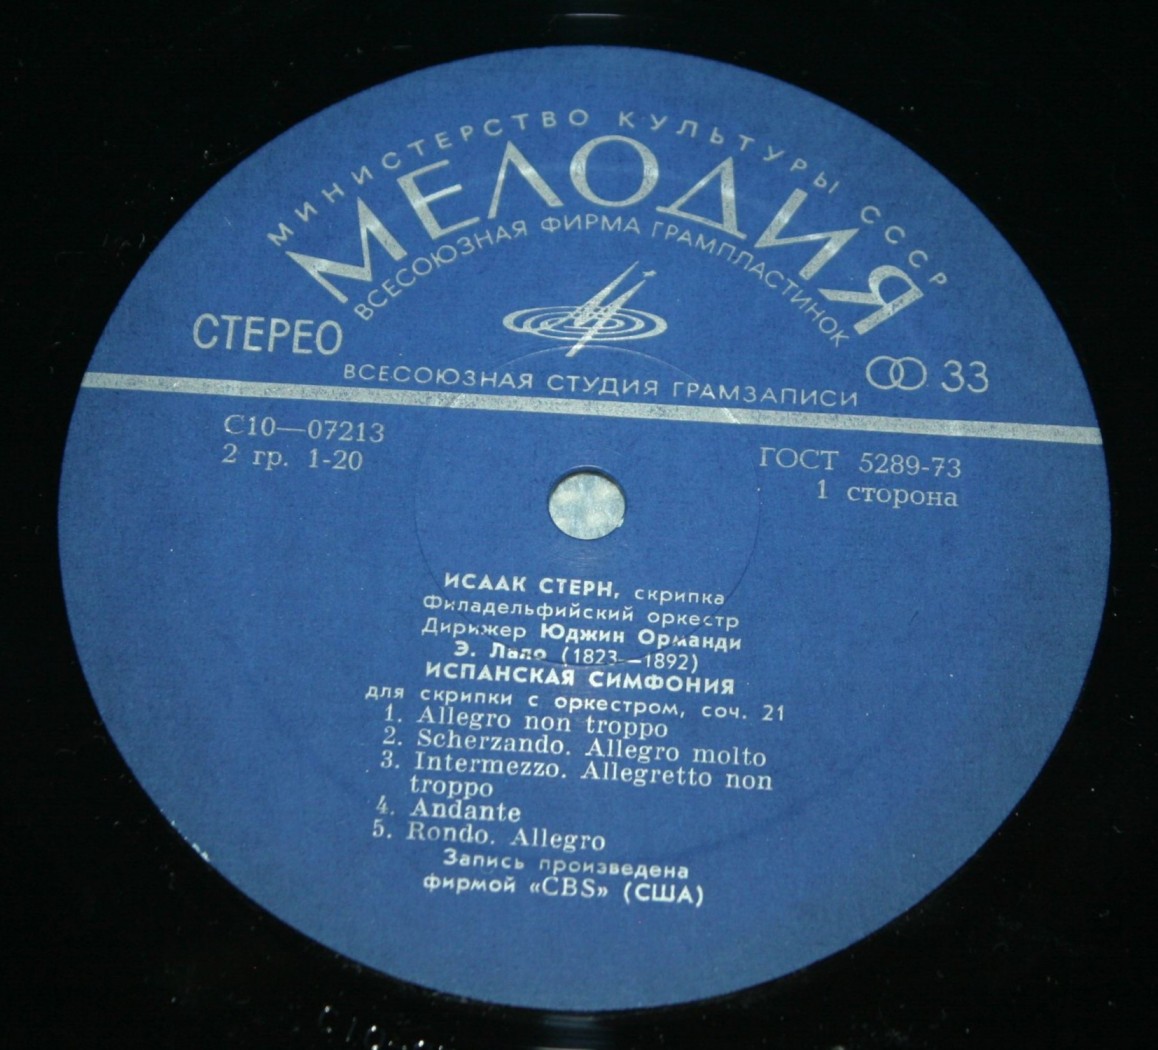 МИНИСТЕРСТВО КУЛЬТУРЫ СССР
МЕЛОДИЯ
ВСЕСОЮЗНАЯ ФИРМА ГРАМПЛАСТИНОК
СТЕРЕО
33
ВСЕСОЮЗНАЯ СТУДИЯ ГРАМЗАПИСИ
С10—07213
2 гр. 1-20
ГОСТ 5289-73
1 сторона
ИСААК СТЕРН, скрипка
Филадельфийский оркестр
Дирижер Юджин Орманди
Э. Лало (1823—1892)
ИСПАНСКАЯ СИМФОНИЯ
для скрипки с оркестром, соч. 21
1. Allegro non troppo
2. Scherzando. Allegro molto
3. Intermezzo. Allegretto non
troppo
4. Andante
5. Rondo. Allegro
Запись произведена
фирмой «CBS» (США)